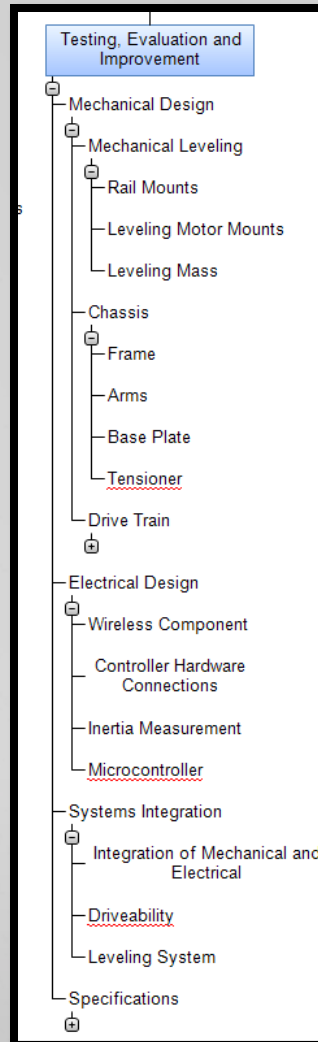 Testing, Evaluation and
Improvement
Mechanical Design
Mechanical Leveling
s
Rail Mounts
Leveling Motor Mounts
Leveling Mass
Chassis
Frame
Arms
Base Plate
Tensioner
Drive Train
Electrical Design
Wireless Component
Controller Hardware
Connections
Inertia Measurement
Microcontroller
Systems Integration
Integration of Mechanical and
Electrical
Driveability
Leveling System
Specifications